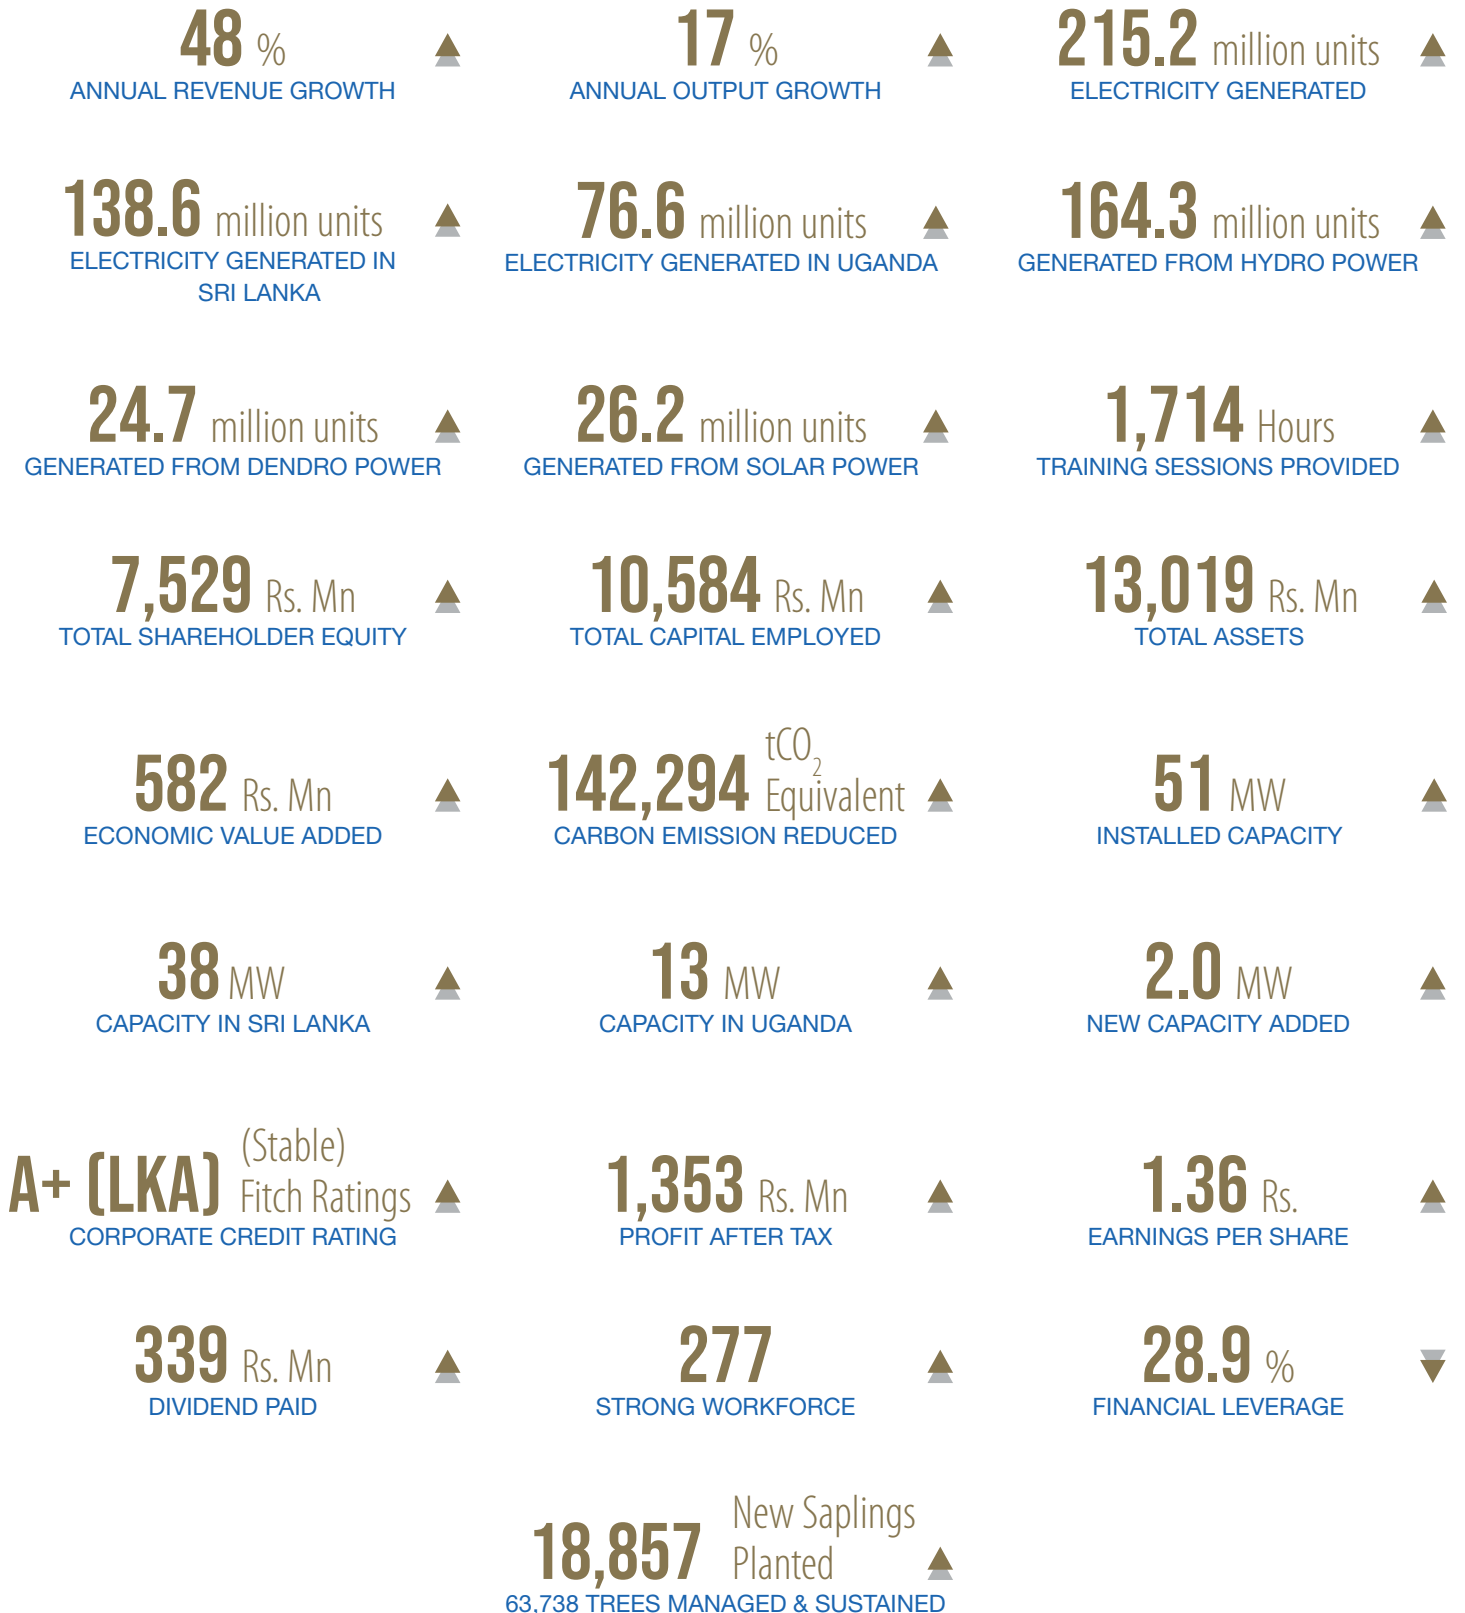 48 %
ANNUAL REVENUE GROWTH
17 %
ANNUAL OUTPUT GROWTH
215.2 million units
ELECTRICITY GENERATED
138.6 million units
ELECTRICITY GENERATED IN
SRI LANKA
76.6 million units
ELECTRICITY GENERATED IN UGANDA
164.3 million units
GENERATED FROM HYDRO POWER
24.7 million units
GENERATED FROM DENDRO POWER
26.2 million units
GENERATED FROM SOLAR POWER
1,714 Hours
TRAINING SESSIONS PROVIDED
7,529 Rs. Mn
TOTAL SHAREHOLDER EQUITY
10,584 Rs. Mn
TOTAL CAPITAL EMPLOYED
13,019 Rs. Mn
TOTAL ASSETS
582 Rs. Mn
ECONOMIC VALUE ADDED
142,294 tCO₂
Equivalent
CARBON EMISSION REDUCED
51 MW
INSTALLED CAPACITY
38 MW
CAPACITY IN SRI LANKA
13 MW
CAPACITY IN UGANDA
2.0 MW
NEW CAPACITY ADDED
A+ (LKA) (Stable)
Fitch Ratings
CORPORATE CREDIT RATING
1,353 Rs. Mn
PROFIT AFTER TAX
1.36 Rs.
EARNINGS PER SHARE
339 Rs. Mn
DIVIDEND PAID
277
STRONG WORKFORCE
28.9 %
FINANCIAL LEVERAGE
18,857 New Saplings
Planted
63,738 TREES MANAGED & SUSTAINED